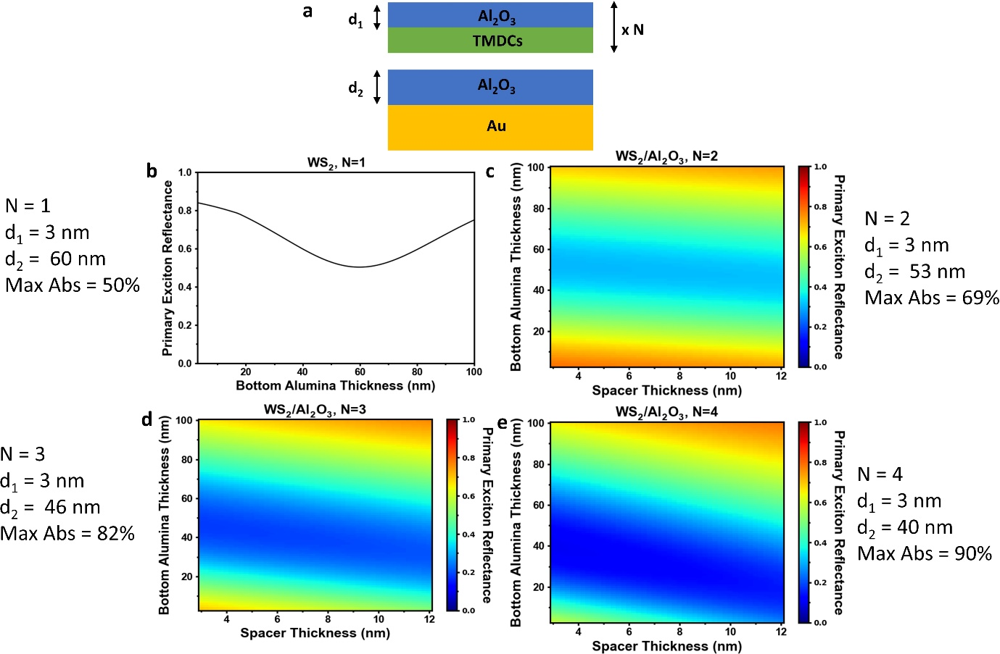 a
d₁
Al₂O₃
TMDCs
x N
d₂
Al₂O₃
Au
b
WS₂, N=1
Primary Exciton Reflectance
1.0
0.8
0.6
0.4
0.2
0.0
20
40
60
80
100
Bottom Alumina Thickness (nm)
N = 1
d₁ = 3 nm
d₂ = 60 nm
Max Abs = 50%
c
WS₂/Al₂O₃, N=2
Bottom Alumina Thickness (nm)
100
80
60
40
20
4
6
8
10
12
Spacer Thickness (nm)
1.0
0.8
0.6
0.4
0.2
0.0
Primary Exciton Reflectance
N = 2
d₁ = 3 nm
d₂ = 53 nm
Max Abs = 69%
N = 3
d₁ = 3 nm
d₂ = 46 nm
Max Abs = 82%
d
WS₂/Al₂O₃, N=3
Bottom Alumina Thickness (nm)
100
80
60
40
20
4
6
8
10
12
Spacer Thickness (nm)
1.0
0.8
0.6
0.4
0.2
0.0
Primary Exciton Reflectance
e
WS₂/Al₂O₃, N=4
Bottom Alumina Thickness (nm)
100
80
60
40
20
4
6
8
10
12
Spacer Thickness (nm)
1.0
0.8
0.6
0.4
0.2
0.0
Primary Exciton Reflectance
N = 4
d₁ = 3 nm
d₂ = 40 nm
Max Abs = 90%